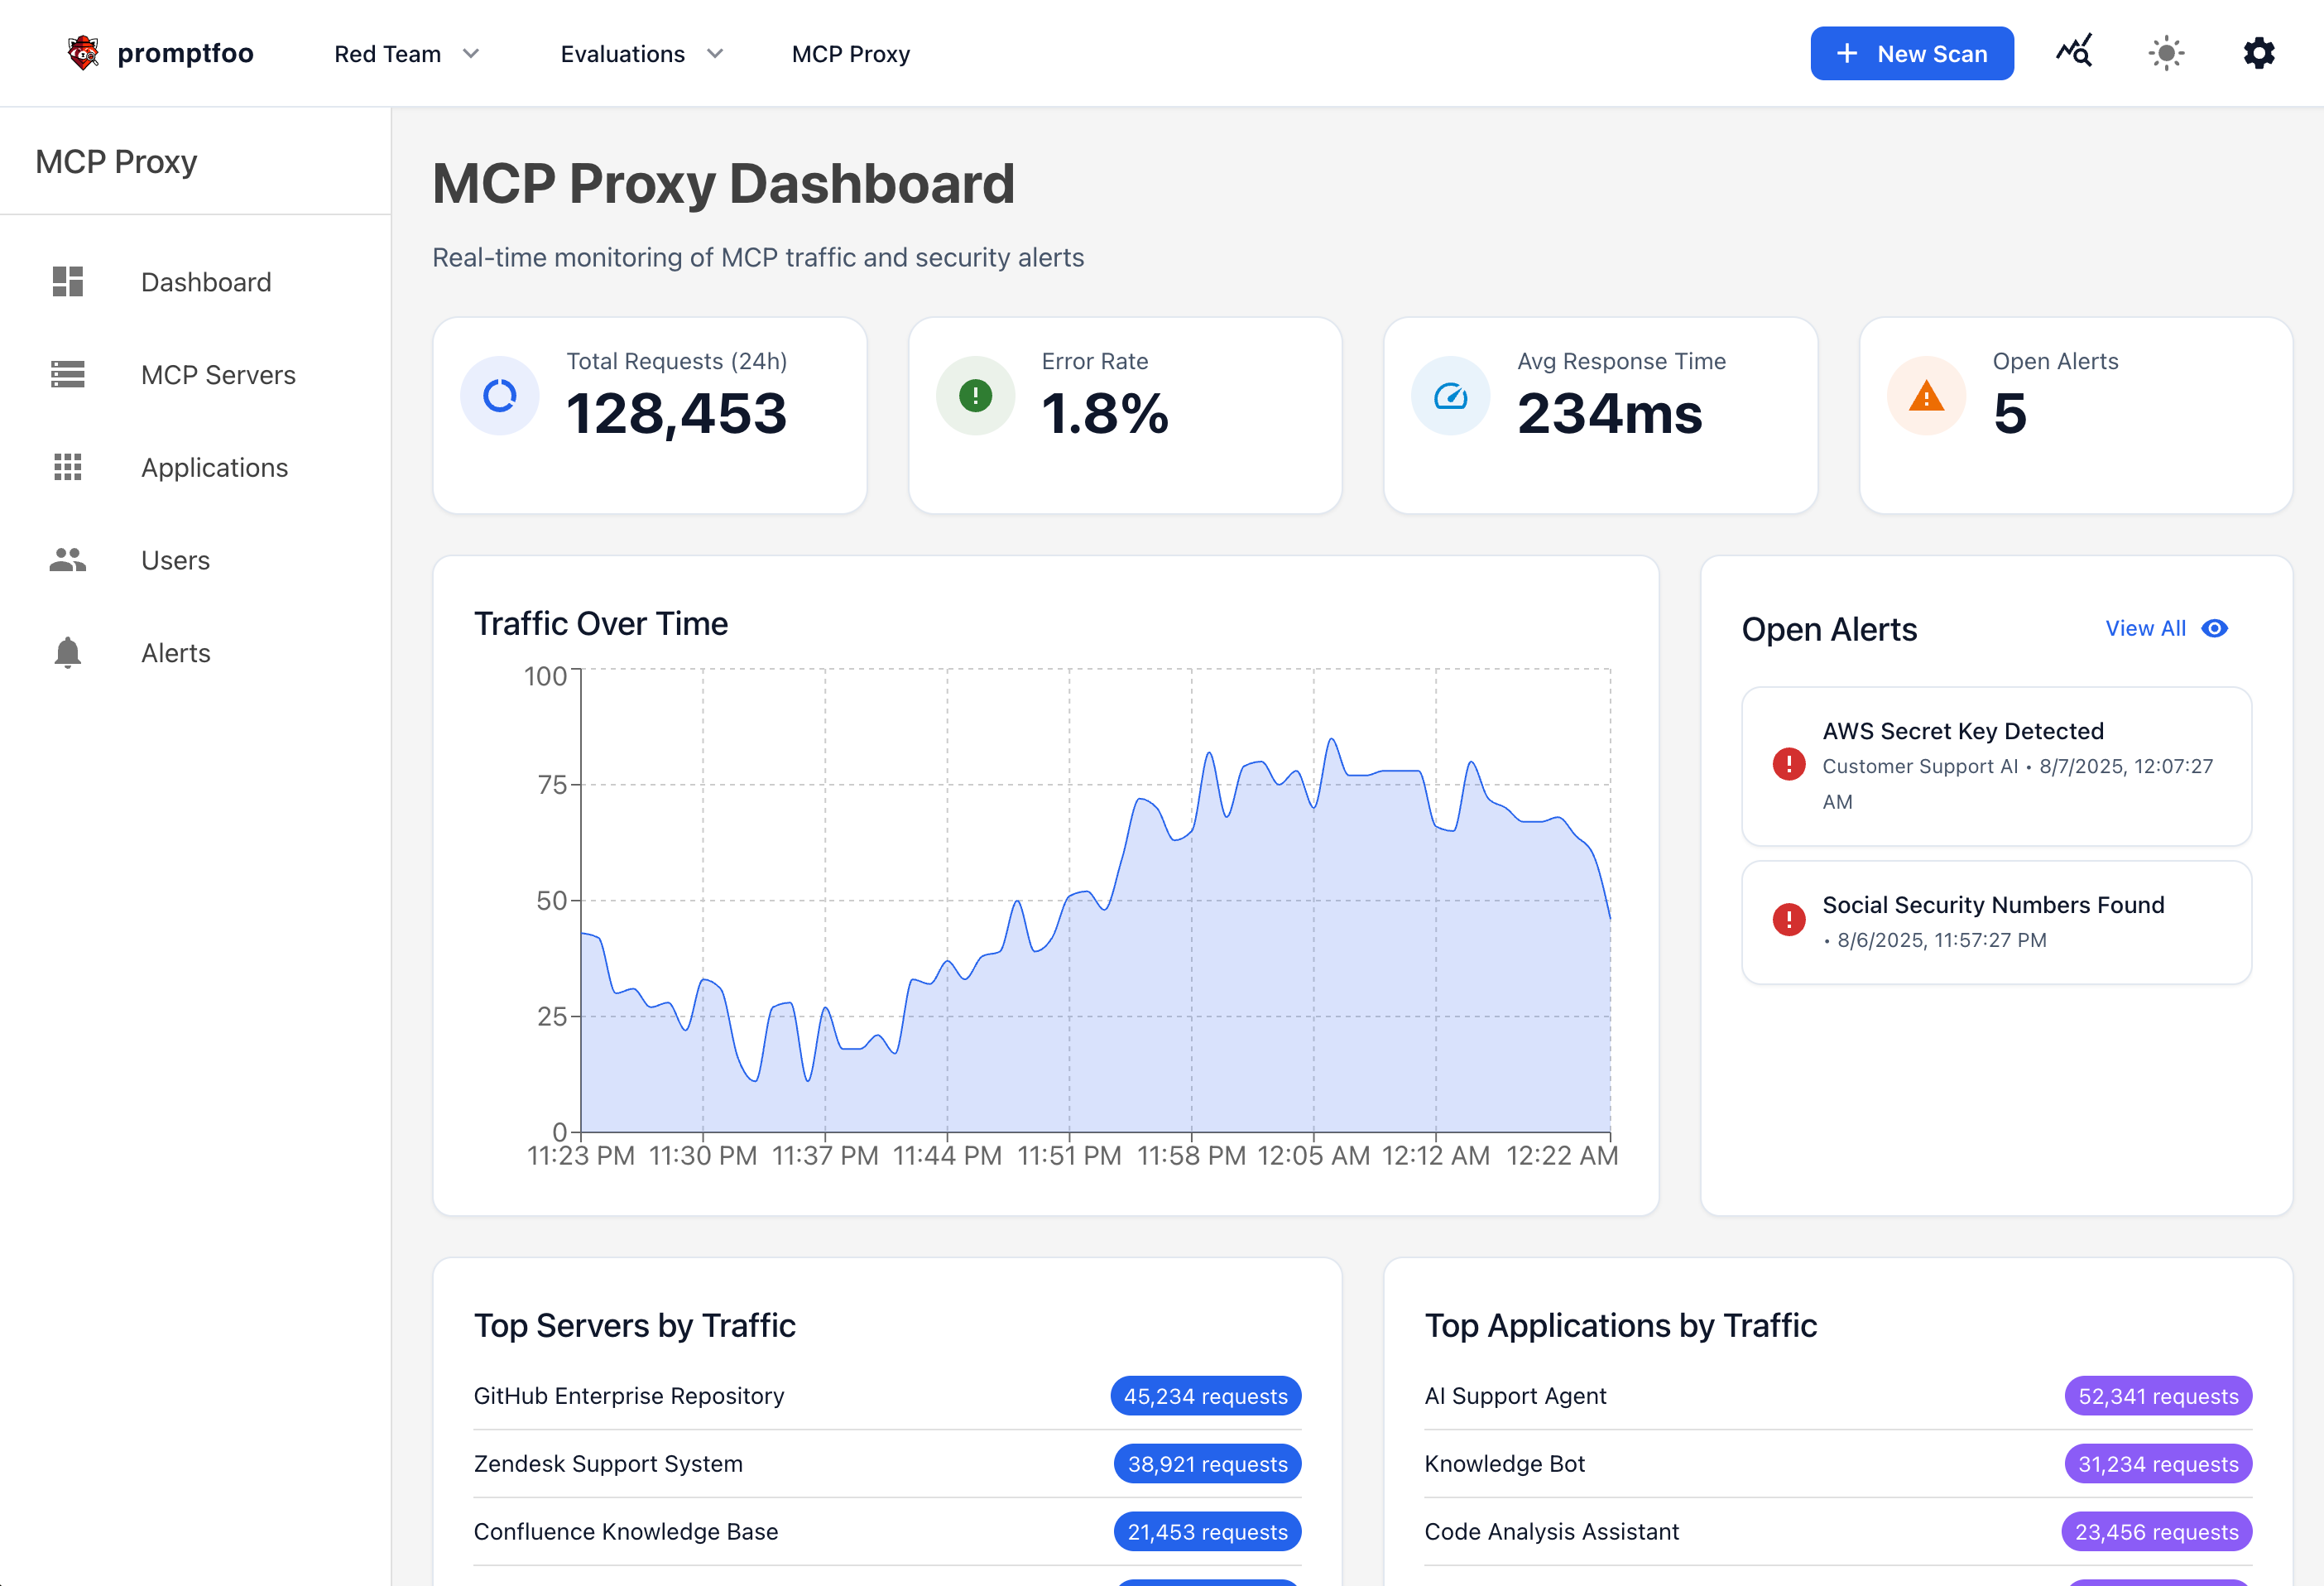 promptfoo
Red Team
Evaluations
MCP Proxy
New Scan
MCP Proxy
Dashboard
MCP Servers
Applications
Users
Alerts
MCP Proxy Dashboard
Real-time monitoring of MCP traffic and security alerts
Total Requests (24h)
128,453
Error Rate
1.8%
Avg Response Time
234ms
Open Alerts
5
Traffic Over Time
100
75
50
25
0
11:23 PM 11:30 PM 11:37 PM 11:44 PM 11:51 PM 11:58 PM 12:05 AM 12:12 AM 12:22 AM
Open Alerts
View All
AWS Secret Key Detected
Customer Support AI • 8/7/2025, 12:07:27
AM
Social Security Numbers Found
• 8/6/2025, 11:57:27 PM
Top Servers by Traffic
GitHub Enterprise Repository 45,234 requests
Zendesk Support System 38,921 requests
Confluence Knowledge Base 21,453 requests
Top Applications by Traffic
AI Support Agent 52,341 requests
Knowledge Bot 31,234 requests
Code Analysis Assistant 23,456 requests